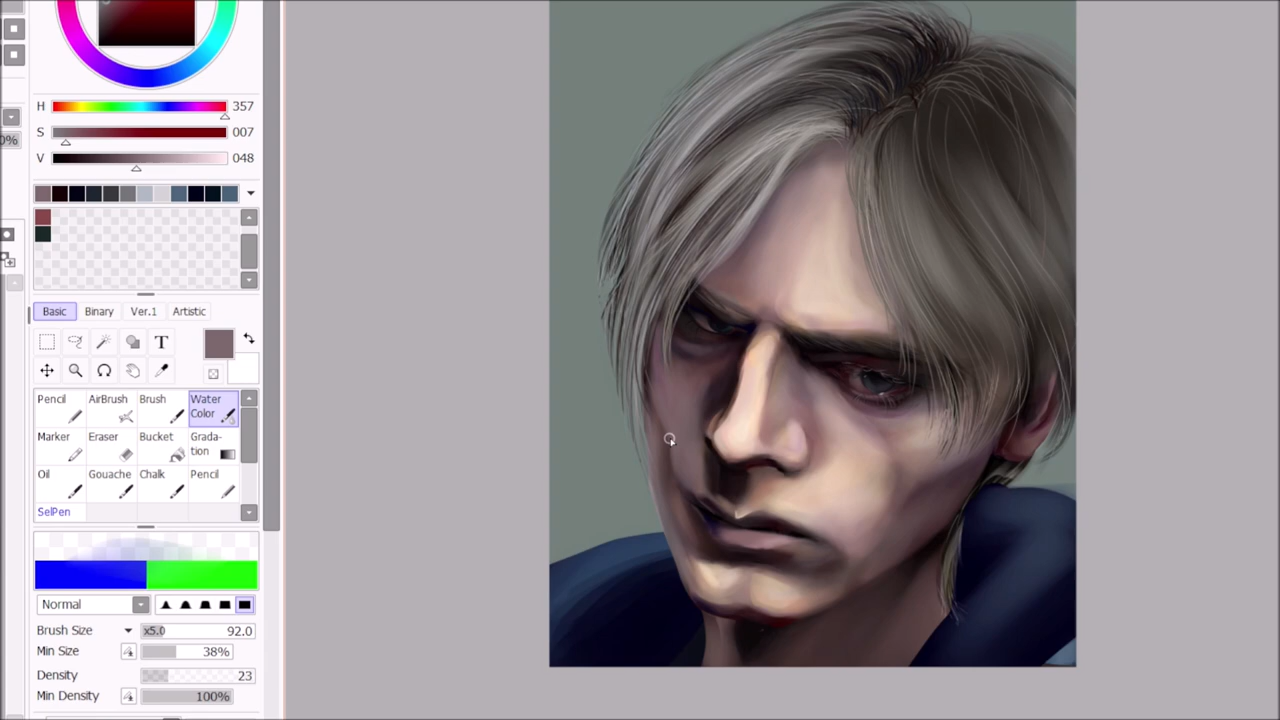 H 357
S 007
0%
V 048
Basic Binary Ver.1 Artistic
T
Pencil AirBrush Brush Water Color
Marker Eraser Bucket Grada-tion
Oil Gouache Chalk Pencil
SelPen
Normal
Brush Size x5.0 92.0
Min Size 38%
Density 23
Min Density 100%